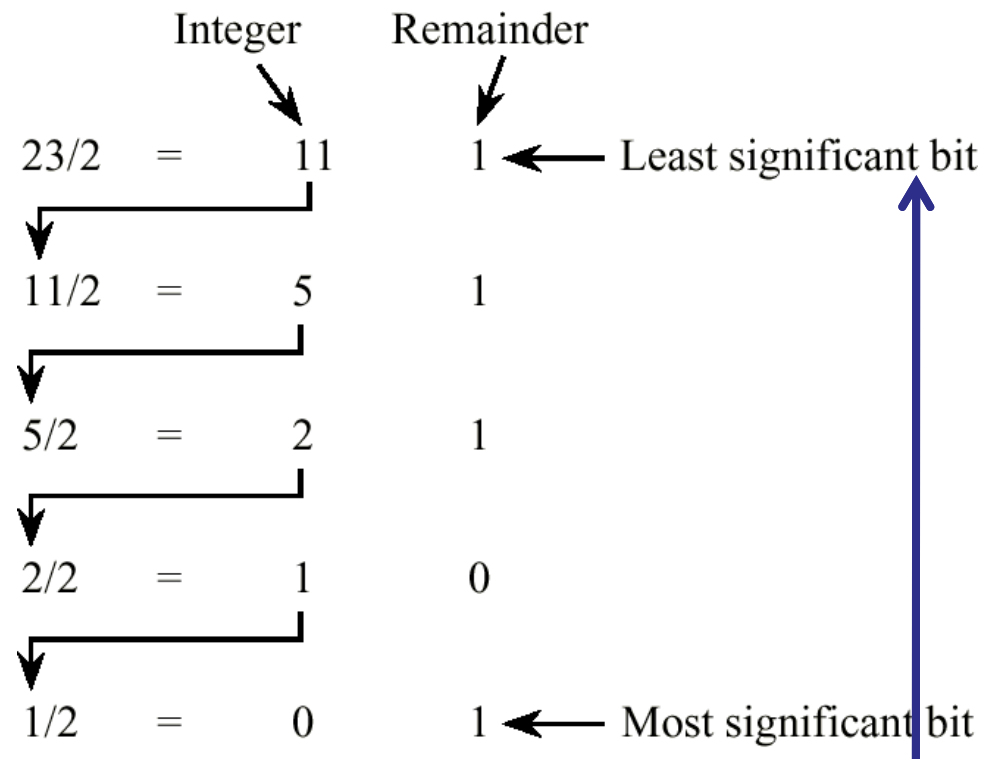 Integer Remainder
23/2 = 11 1 Least significant bit
11/2 = 5 1
5/2 = 2 1
2/2 = 1 0
1/2 = 0 1 Most significant bit